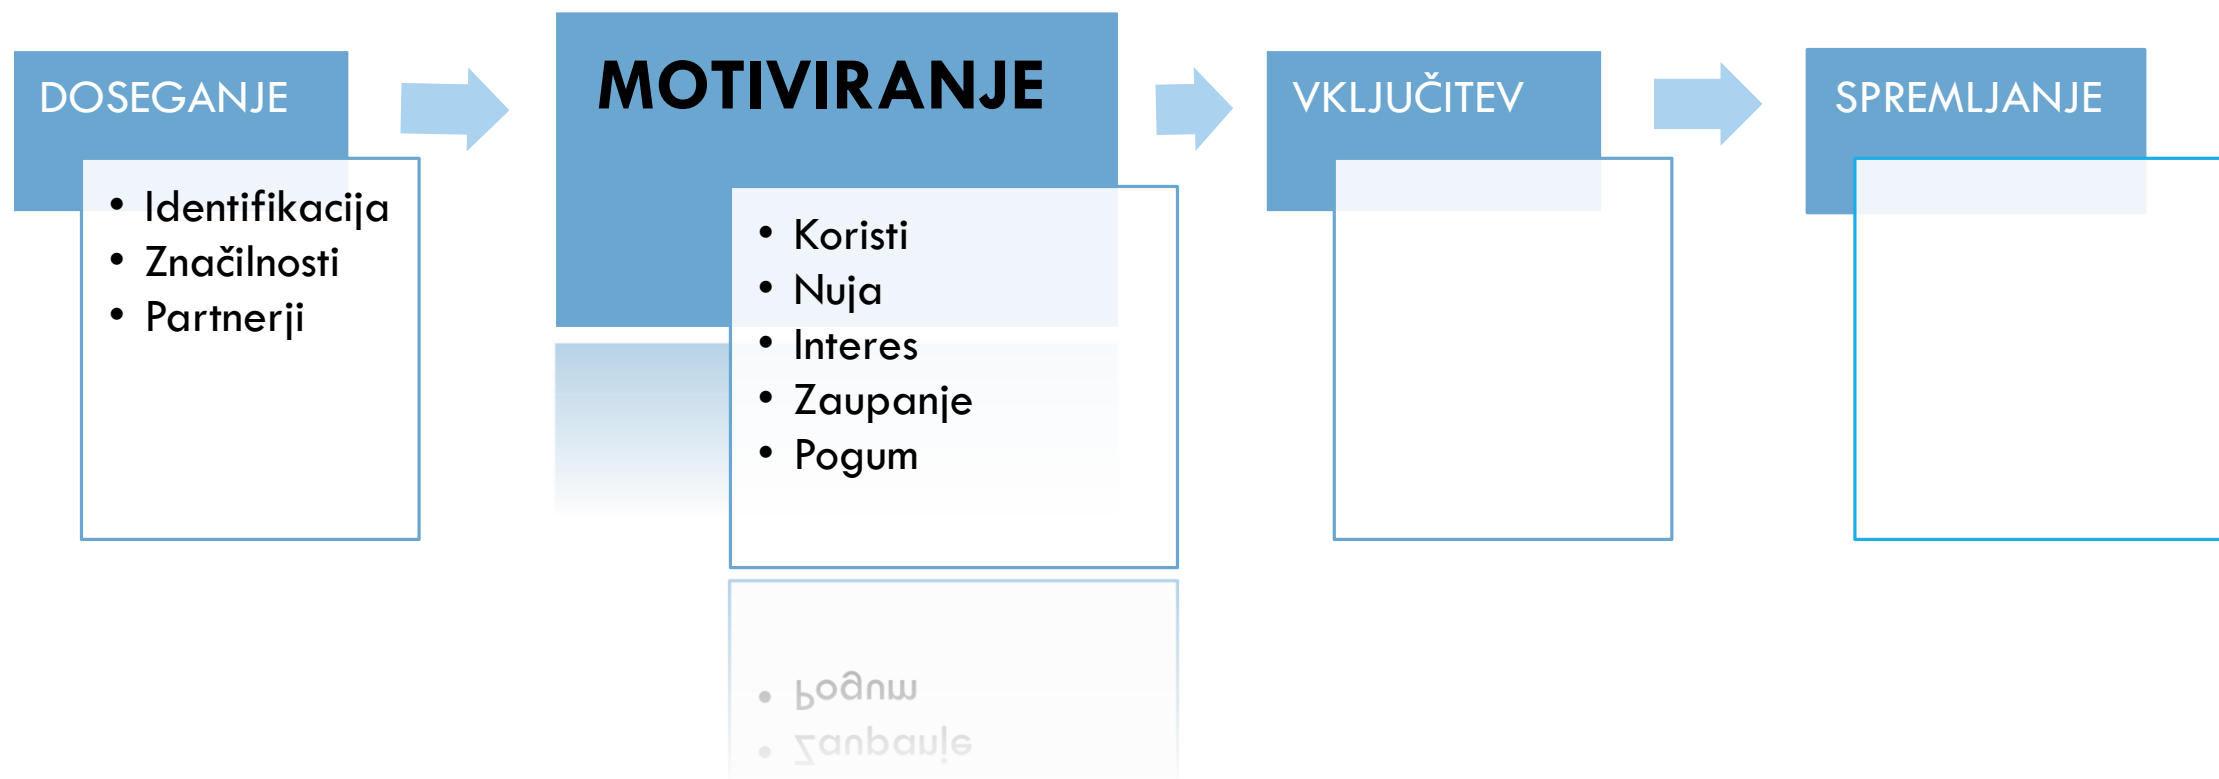 DOSEGANJE
• Identifikacija
• Značilnosti
• Partnerji
MOTIVIRANJE
• Koristi
• Nuja
• Interes
• Zaupanje
• Pogum
VKLJUČITEV
SPREMLJANJE